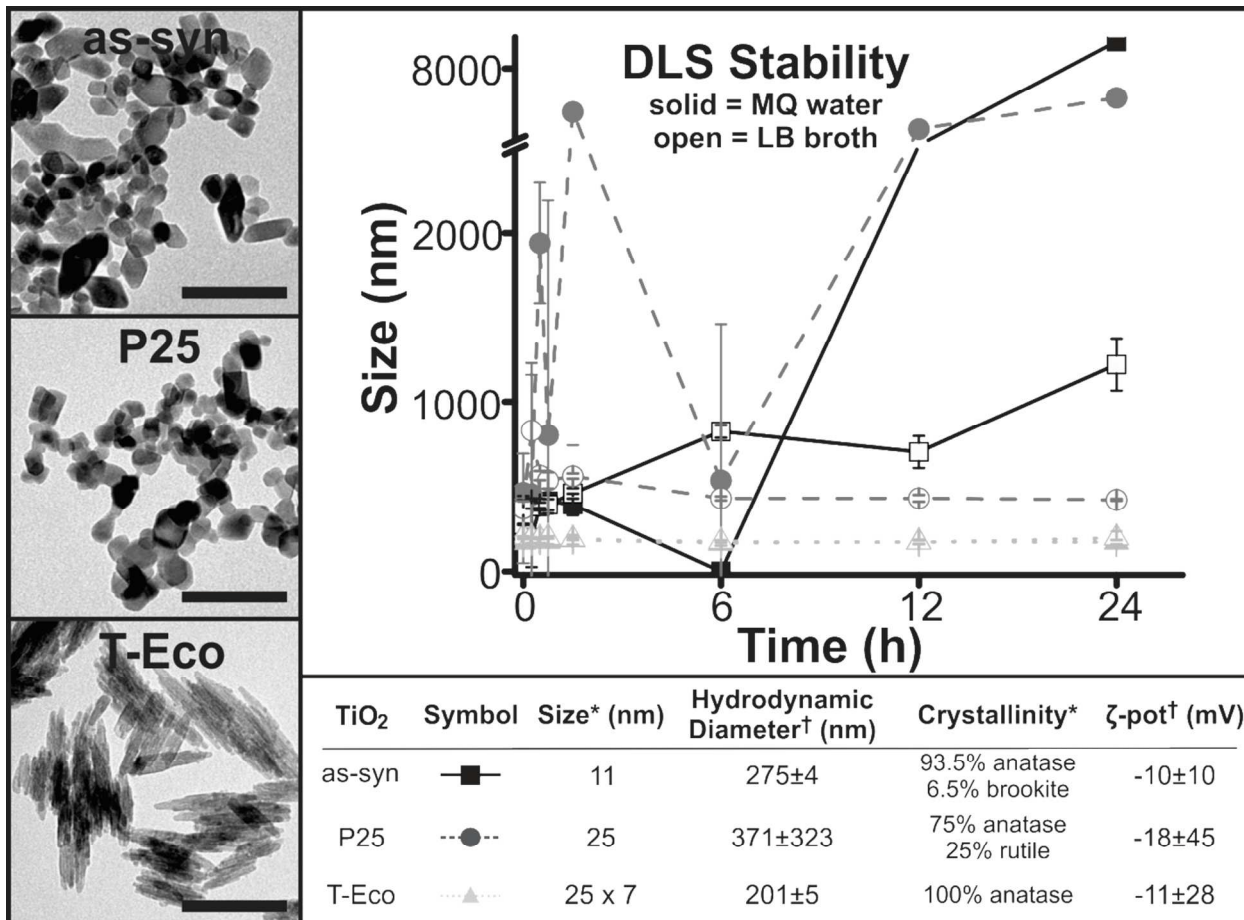 as-syn
P25
T-Eco
DLS Stability
solid = MQ water
open = LB broth
Size (nm)
8000
2000
1000
0
0 6 12 24
Time (h)
TiO₂ Symbol Size* (nm) Hydrodynamic Diameter† (nm) Crystallinity* ζ-pot† (mV)
as-syn 11 275±4 93.5% anatase 6.5% brookite -10±10
P25 25 371±323 75% anatase 25% rutile -18±45
T-Eco 25 x 7 201±5 100% anatase -11±28